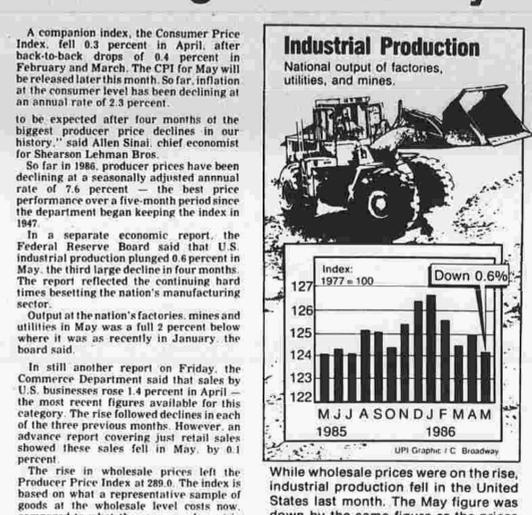 A companion index, the Consumer Price
Index, fell 0.3 percent in April, after
back-to-back drops of 0.4 percent in
February and March. The CPI for May will
be released later this month. So far, inflation
at the consumer level has been declining at
an annual rate of 2.3 percent.
to be expected after four months of the
biggest producer price declines in our
history," said Allen Sinai, chief economist
for Shearson Lehman Bros.
So far in 1986, producer prices have been
declining at a seasonally adjusted annnual
rate of 7.6 percent — the best price
performance over a five-month period since
the department began keeping the index in
1947.
In a separate economic report, the
Federal Reserve Board said that U.S.
industrial production plunged 0.6 percent in
May, the third large decline in four months.
The report reflected the continuing hard
times besetting the nation's manufacturing
sector.
Output at the nation's factories, mines and
utilities in May was a full 2 percent below
where it was as recently in January, the
board said.
In still another report on Friday, the
Commerce Department said that sales by
U.S. businesses rose 1.4 percent in April —
the most recent figures available for this
category. The rise followed declines in each
of the three previous months. However, an
advance report covering just retail sales
showed these sales fell in May, by 0.1
percent.
The rise in wholesale prices left the
Producer Price Index at 289.0. The index is
based on what a representative sample of
goods at the wholesale level costs now,
Industrial Production
National output of factories,
utilities, and mines.
Index:
1977 = 100
Down 0.6%
127
126
125
124
123
122
M J J A S O N D J F M A M
1985 1986
UPI Graphic / C. Broadway
While wholesale prices were on the rise,
industrial production fell in the United
States last month. The May figure was